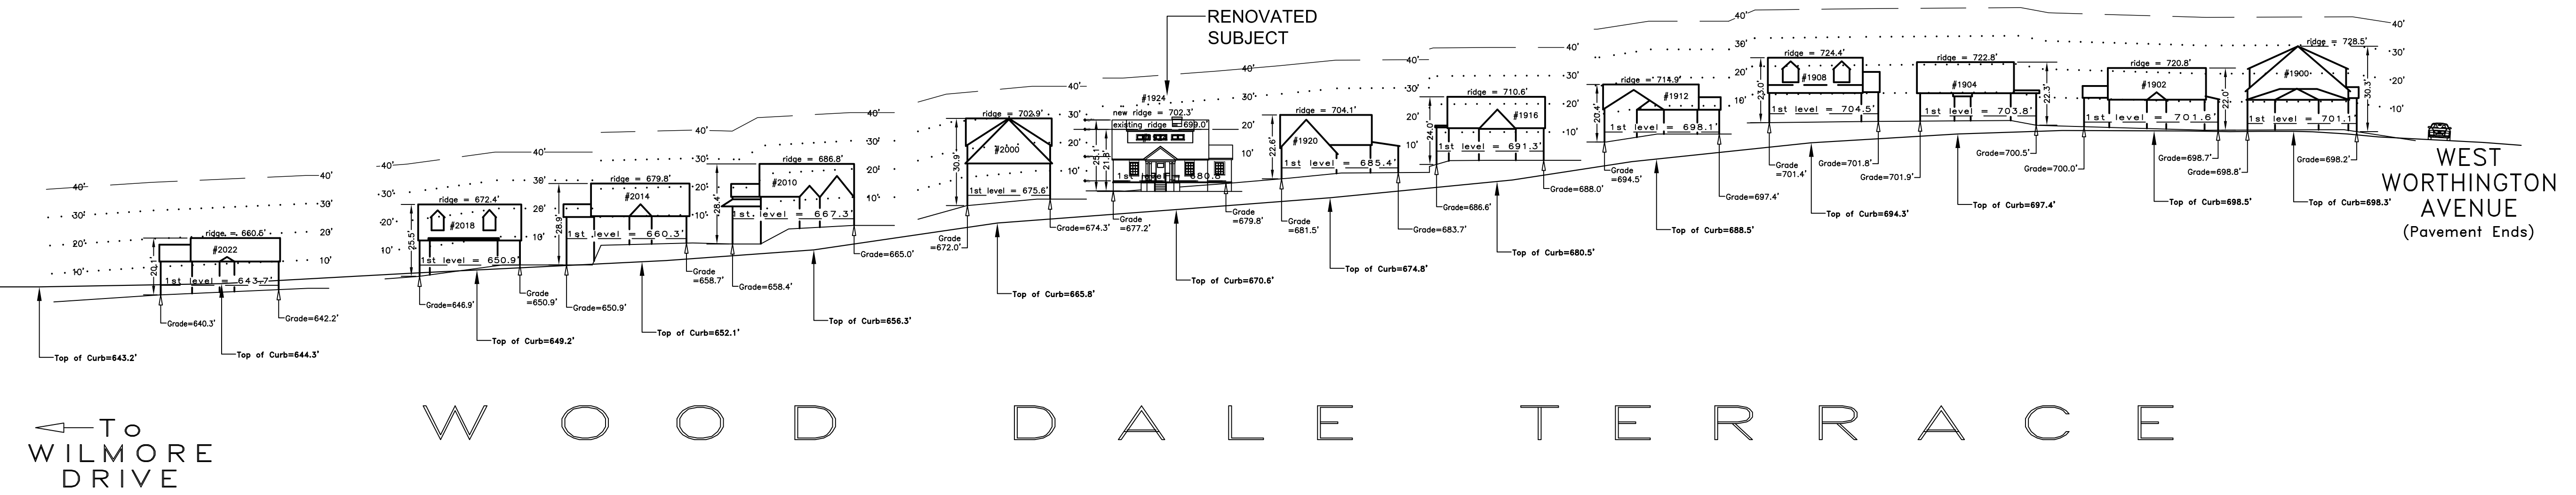 RENOVATED
SUBJECT
40'
30'
20'
10'
ridge = 660.6'
#2022
20.1'
1st level = 643.7'
Grade=640.3'
Grade=642.2'
40'
30'
20'
10'
Top of Curb=643.2'
Top of Curb=644.3'
40'
30'
20'
10'
ridge = 672.4'
#2018
25.5'
1st level = 650.9'
Grade=646.9'
Grade
=650.9'
Top of Curb=649.2'
40'
30'
20'
10'
ridge = 679.8'
#2014
28.9'
1st level = 660.3'
Grade=650.9'
Grade
=658.7'
Top of Curb=652.1'
40'
30'
20'
10'
ridge = 686.8'
#2010
28.4'
1st. level = 667.3'
Grade=658.4'
Grade=665.0'
Top of Curb=656.3'
40'
30'
20'
10'
ridge = 702.9'
#2000
30.9'
1st level = 675.6'
Grade
=672.0'
Grade=674.3'
Top of Curb=665.8'
40'
30'
20'
10'
#1924
new ridge = 702.3'
existing ridge = 699.0'
25.1'
21.8'
1st level = 680.8'
Grade
=677.2'
Grade
=679.8'
Top of Curb=670.6'
40'
30'
20'
10'
ridge = 704.1'
#1920
22.6'
1st level = 685.4'
Grade
=681.5'
Grade=683.7'
Top of Curb=674.8'
40'
30'
20'
10'
ridge = 710.6'
#1916
24.0'
1st level = 691.3'
Grade=686.6'
Grade=688.0'
Top of Curb=680.5'
40'
30'
20'
10'
ridge = 714.9'
#1912
20.4'
1st level = 698.1'
Grade
=694.5'
Grade=697.4'
Top of Curb=688.5'
40'
30'
20'
ridge = 724.4'
#1908
23.0'
1st level = 704.5'
Grade
=701.4'
Grade=701.8'
Top of Curb=694.3'
ridge = 722.8'
#1904
22.3'
1st level = 703.8'
Grade=701.9'
Grade=700.5'
Top of Curb=697.4'
ridge = 720.8'
#1902
22.0'
1st level = 701.6'
Grade=700.0'
Grade=698.7'
Top of Curb=698.5'
ridge = 728.5'
#1900
30.3'
1st level = 701.1'
Grade=698.8'
Grade=698.2'
Top of Curb=698.3'
40'
30'
20'
10'
WEST
WORTHINGTON
AVENUE
(Pavement Ends)
To
WILMORE
DRIVE
WOOD DALE TERRACE